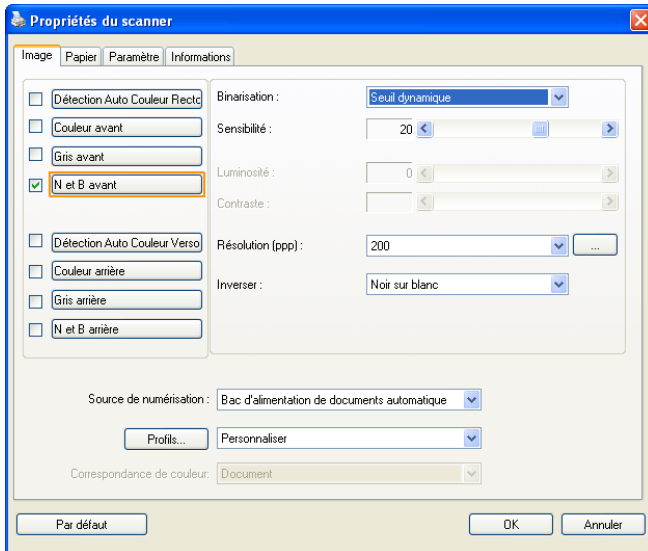 Propriétés du scanner
Image Papier Paramètre Informations
Détection Auto Couleur Recto
Couleur avant
Gris avant
N et B avant
Détection Auto Couleur Verso
Couleur arrière
Gris arrière
N et B arrière
Binarisation : Seuil dynamique
Sensibilité : 20
Luminosité : 0
Contraste :
Résolution (ppp) : 200 ...
Inverser : Noir sur blanc
Source de numérisation : Bac d'alimentation de documents automatique
Profils... Personnaliser
Correspondance de couleur: Document
Par défaut OK Annuler